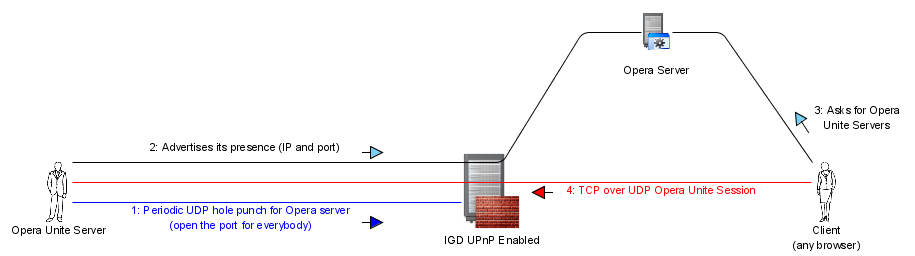 Opera Server
3: Asks for Opera
Unite Servers
2: Advertises its presence (IP and port)
4: TCP over UDP Opera Unite Session
1: Periodic UDP hole punch for Opera server
(open the port for everybody)
Opera Unite Server
IGD UPnP Enabled
Client
(any browser)